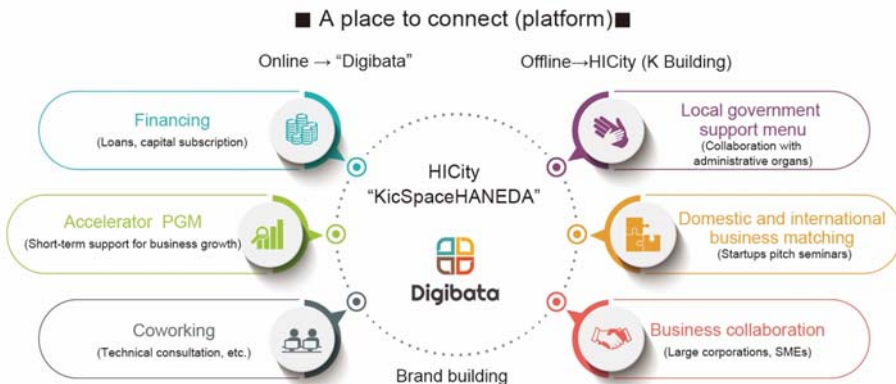 ■ A place to connect (platform)■
Online → “Digibata”
Offline→HICity (K Building)
Financing
(Loans, capital subscription)
Accelerator PGM
(Short-term support for business growth)
Coworking
(Technical consultation, etc.)
HICity
“KicSpaceHANEDA”
Digibata
Brand building
Local government
support menu
(Collaboration with
administrative organs)
Domestic and international
business matching
(Startups pitch seminars)
Business collaboration
(Large corporations, SMEs)